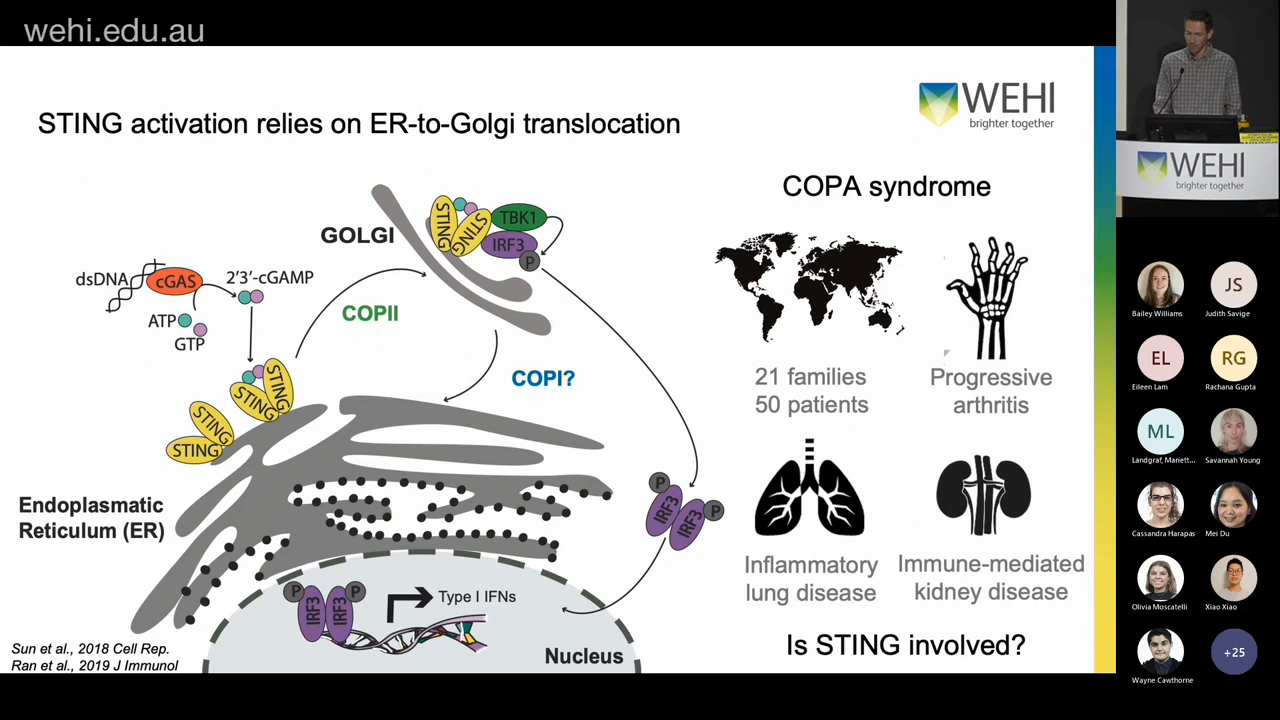 wehi.edu.au
STING activation relies on ER-to-Golgi translocation
WEHI
brighter together
COPA syndrome
GOLGI
STING
STING
TBK1
IRF3
P
dsDNA
cGAS
2'3'-cGAMP
ATP
GTP
COPII
COPI?
STING
STING
STING
STING
Endoplasmatic
Reticulum (ER)
21 families
50 patients
Progressive
arthritis
Inflammatory
lung disease
Immune-mediated
kidney disease
Is STING involved?
P
IRF3
IRF3
P
P
P
IRF3
IRF3
Type I IFNs
Nucleus
Sun et al., 2018 Cell Rep.
Ran et al., 2019 J Immunol
WEHI
brighter together
Bailey Williams
JS
Judith Savige
EL
Eileen Lam
RG
Rachana Gupta
ML
Landgraf, Mariett...
Savannah Young
Cassandra Harapas
Mei Du
Olivia Moscatelli
Xiao Xiao
Wayne Cawthorne
+25